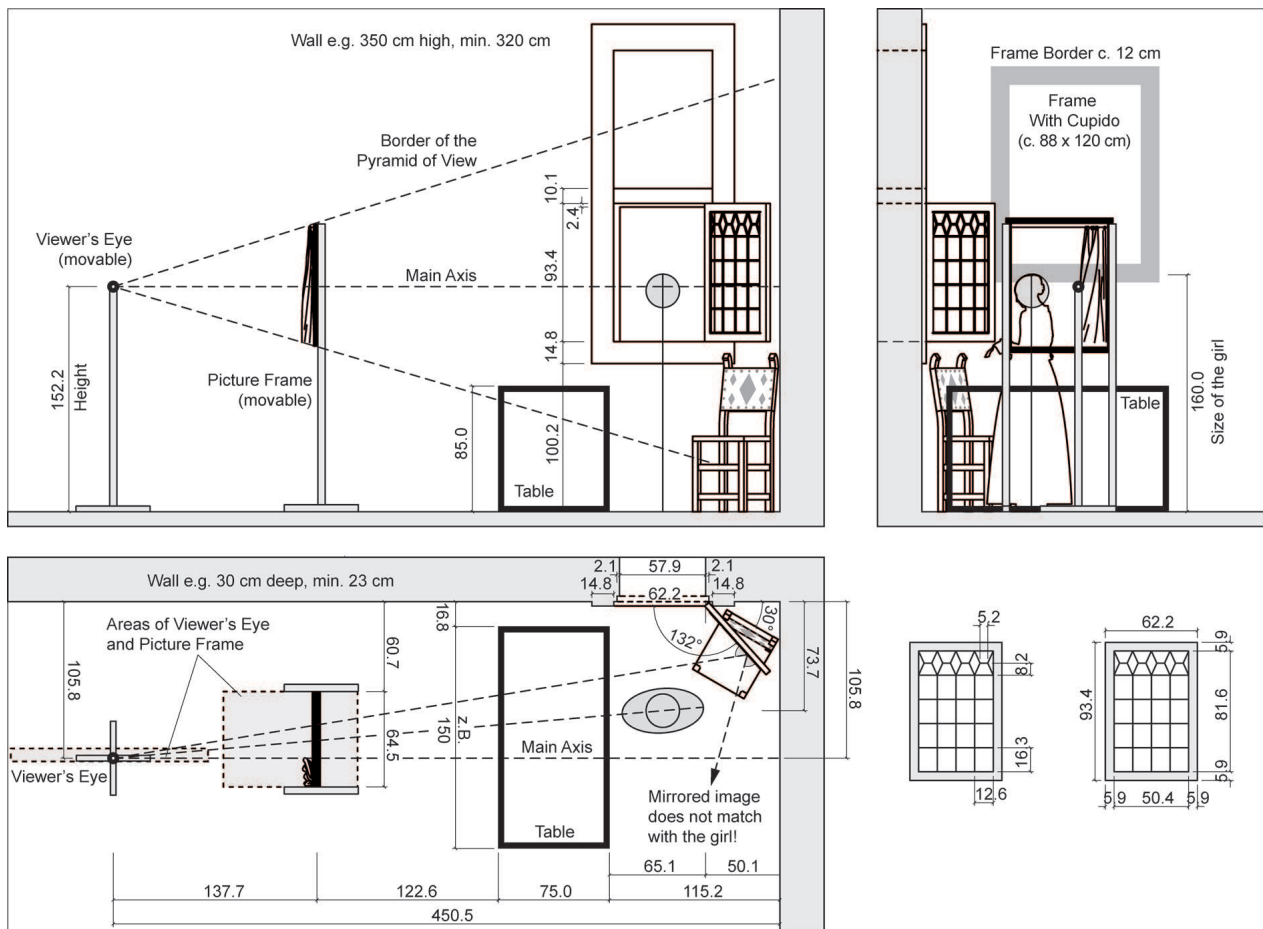 Wall e.g. 350 cm high, min. 320 cm
Border of the
Pyramid of View
Viewer's Eye
(movable)
Main Axis
152.2
Height
Picture Frame
(movable)
85.0
Table
10.1
2.4
93.4
14.8
100.2
Frame Border c. 12 cm
Frame
With Cupido
(c. 88 x 120 cm)
Table
160.0
Size of the girl
Wall e.g. 30 cm deep, min. 23 cm
Areas of Viewer's Eye
and Picture Frame
105.8
Viewer's Eye
60.7
64.5
16.8
z.B.
150
Main Axis
Table
2.1
57.9
2.1
14.8
62.2
14.8
132°
30°
73.7
105.8
Mirrored image
does not match
with the girl!
65.1
50.1
137.7
122.6
75.0
115.2
450.5
5.2
8.2
16.3
12.6
62.2
5.9
93.4
81.6
5.9
5.9
50.4
5.9